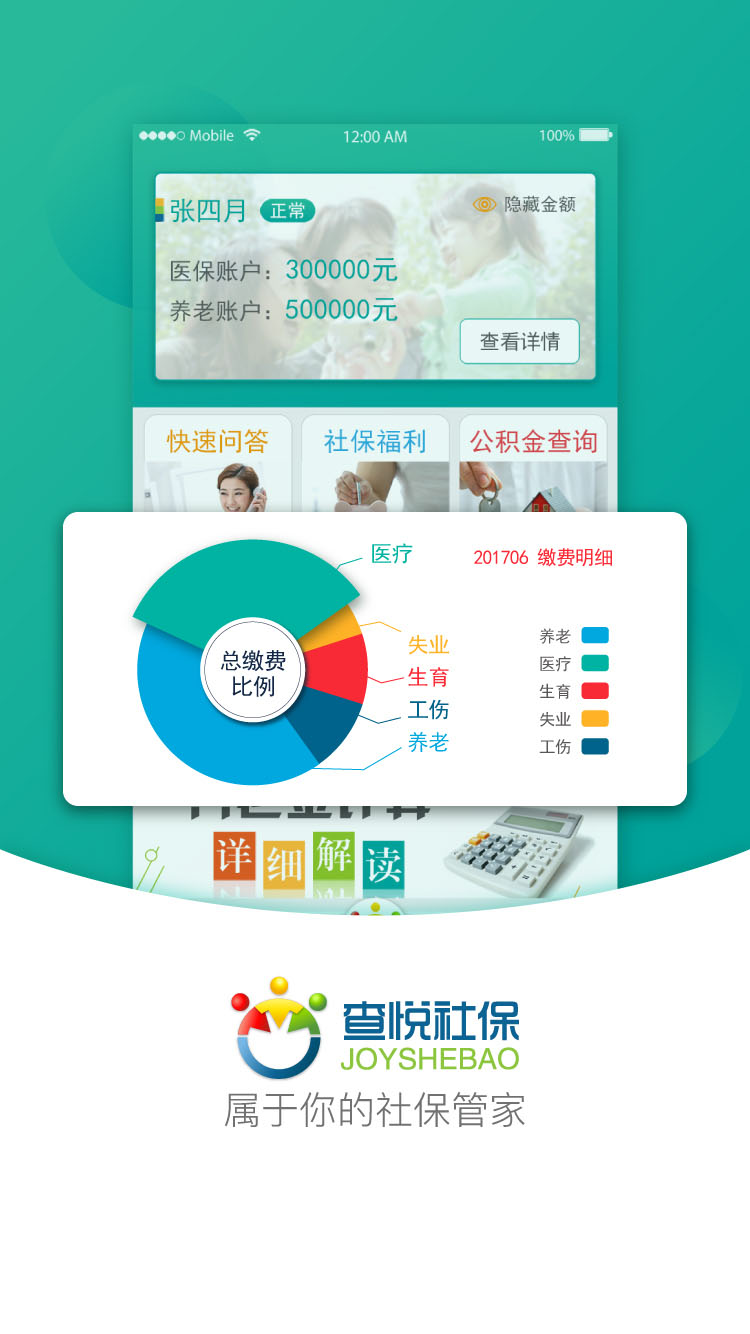 Mobile
12:00 AM
100%
张四月 正常
隐藏金额
医保账户：300000元
养老账户：500000元
查看详情
快速问答
社保福利
公积金查询
医疗
201706 缴费明细
失业
生育
工伤
养老
总缴费
比例
养老
医疗
生育
失业
工伤
详细解读
查悦社保
JOYSHEBAO
属于你的社保管家